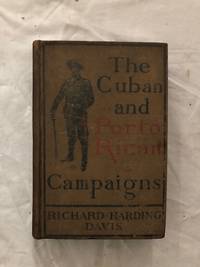 The
Cuban
and
Porto
Rican
Campaigns
RICHARD HARDING
DAVIS